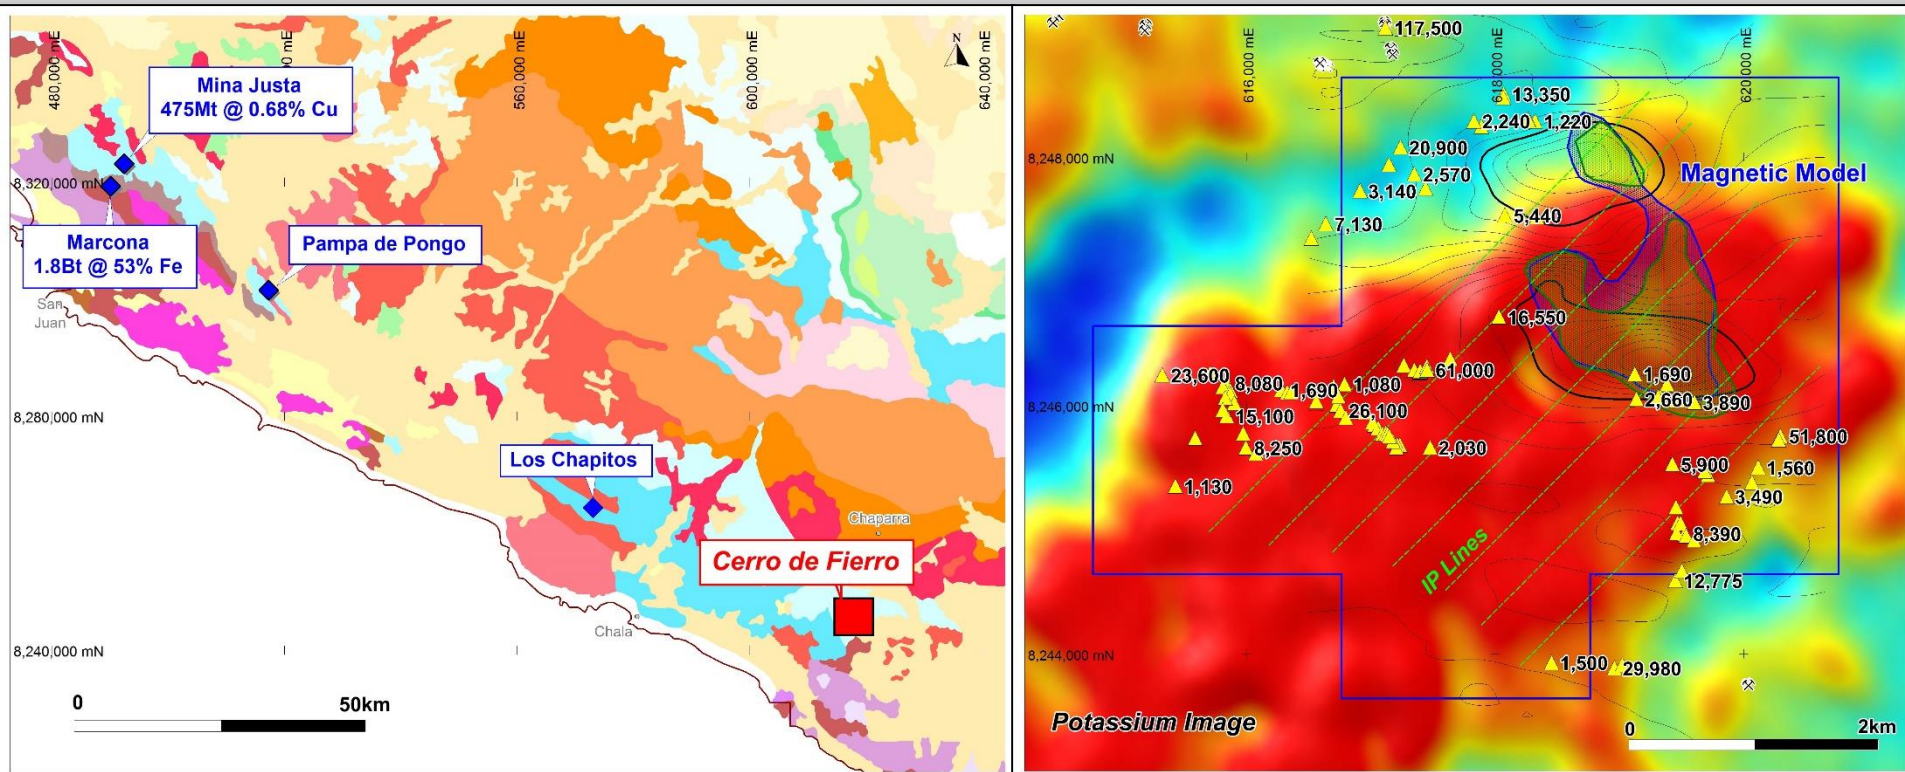 480,000 mE
mE
560,000 mE
600,000 mE
640,000 mE
N
Mina Justa
475Mt @ 0.68% Cu
8,320,000 mN
Marcona
1.8Bt @ 53% Fe
Pampa de Pongo
San
Juan
8,280,000 mN
Los Chapitos
Chaparra
Cerro de Fierro
Chala
8,240,000 mN
0
50km
117,500
616,000 mE
618,000 mE
620,000 mE
13,350
2,240
1,220
20,900
8,248,000 mN
2,570
Magnetic Model
3,140
5,440
7,130
16,550
23,600
8,080
1,690
1,080
61,000
1,690
15,100
26,100
2,660
3,890
8,246,000 mN
8,250
2,030
51,800
5,900
1,560
1,130
3,490
8,390
IP Lines
12,775
8,244,000 mN
1,500
29,980
Potassium Image
0
2km